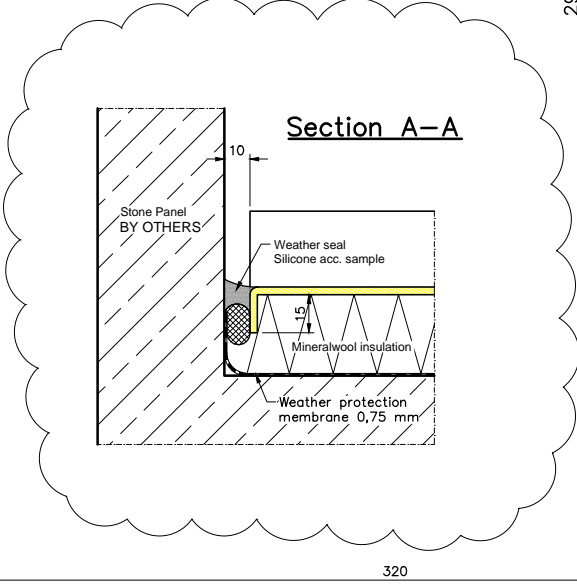 29
Section A-A
10
Stone Panel
BY OTHERS
Weather seal
Silicone acc. sample
15
Mineralwool insulation
Weather protection
membrane 0,75 mm
320